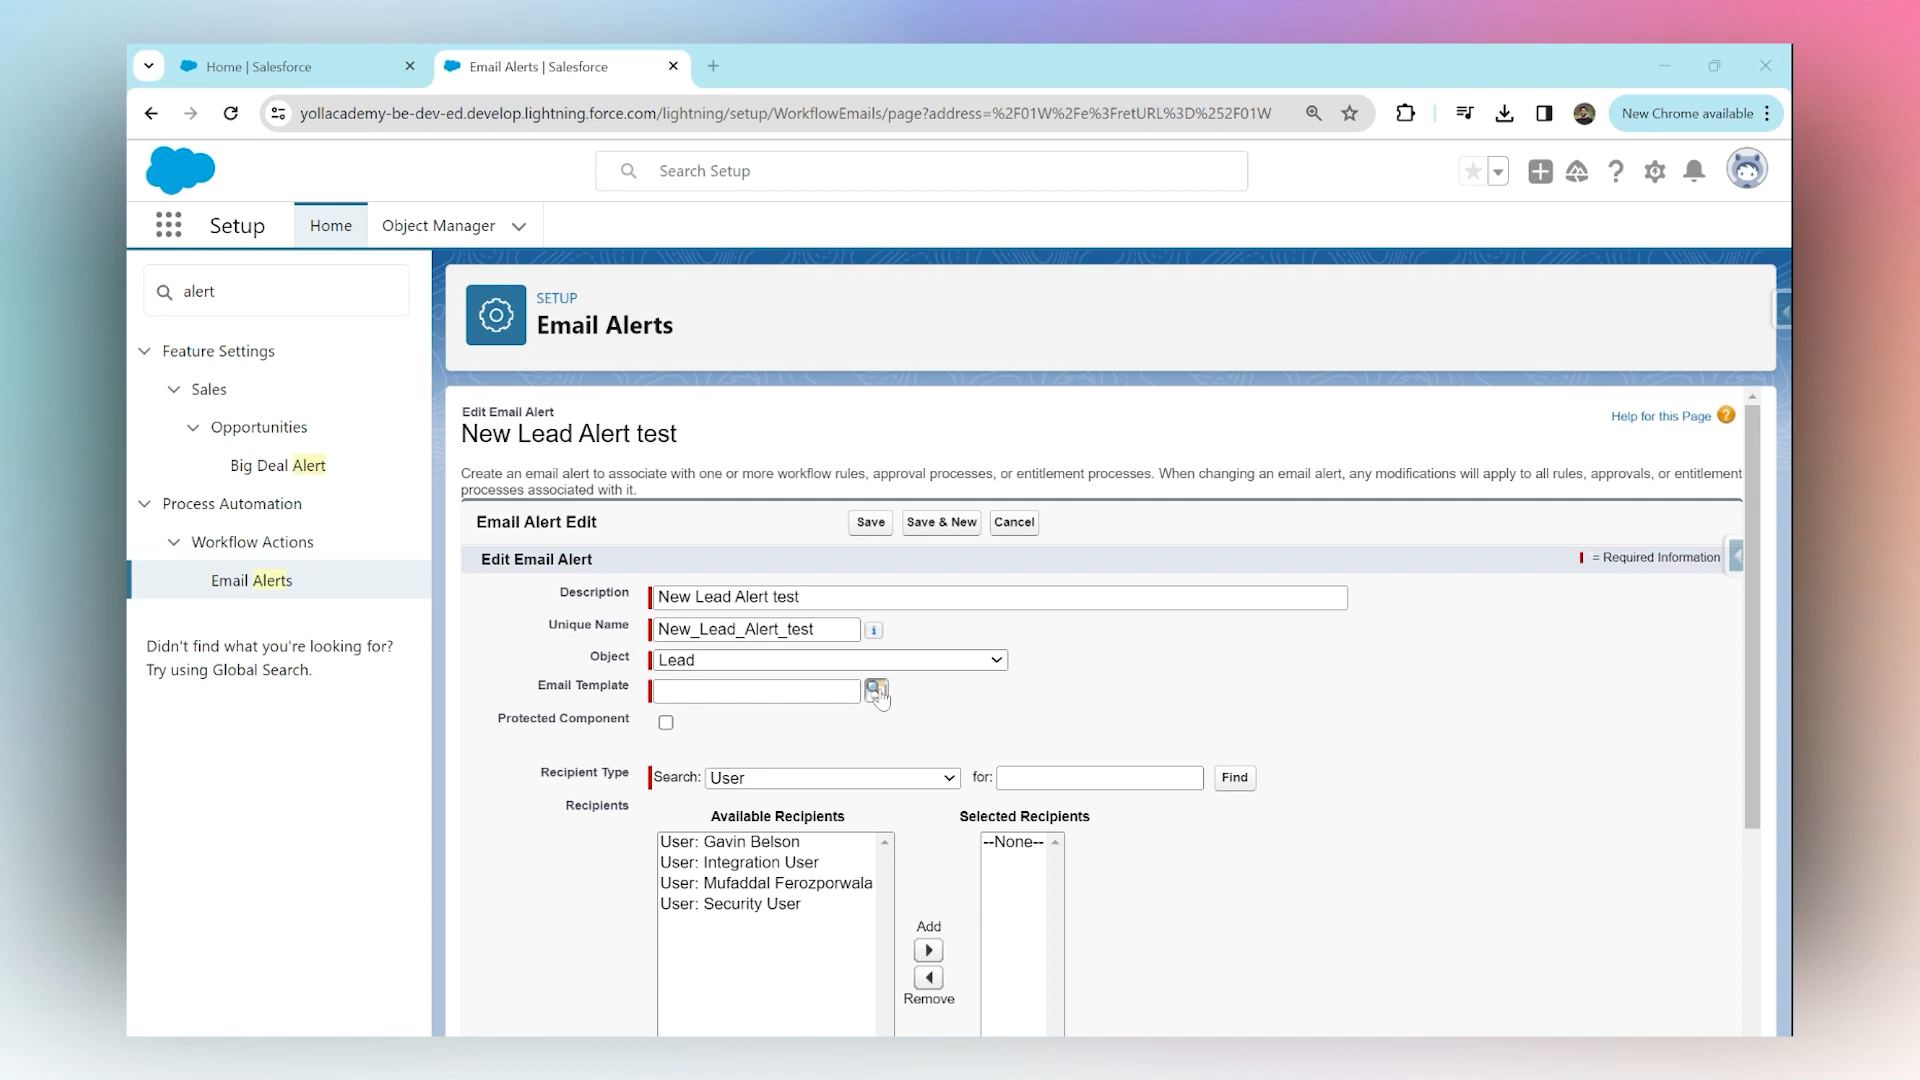 Home | Salesforce
Email Alerts | Salesforce
yollacademy-be-dev-ed.develop.lightning.force.com/lightning/setup/WorkflowEmails/page?address=%2F01W%2Fe%3FretURL%3D%252F01W
New Chrome available
Search Setup
Setup
Home
Object Manager
alert
Feature Settings
Sales
Opportunities
Big Deal Alert
Process Automation
Workflow Actions
Email Alerts
Didn't find what you're looking for?
Try using Global Search.
SETUP
Email Alerts
Edit Email Alert
New Lead Alert test
Help for this Page
Create an email alert to associate with one or more workflow rules, approval processes, or entitlement processes. When changing an email alert, any modifications will apply to all rules, approvals, or entitlement
processes associated with it.
Email Alert Edit
Save
Save & New
Cancel
Edit Email Alert
= Required Information
Description
New Lead Alert test
Unique Name
New_Lead_Alert_test
Object
Lead
Email Template
Protected Component
Recipient Type
Search:
User
for:
Find
Recipients
Available Recipients
Selected Recipients
User: Gavin Belson
User: Integration User
User: Mufaddal Ferozporwala
User: Security User
--None--
Add
Remove